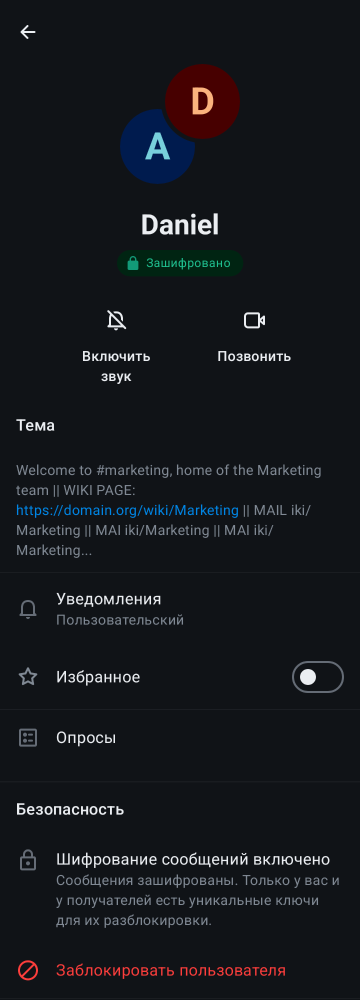 D
A
Daniel
Зашифровано
Включить
звук
Позвонить
Тема
Welcome to #marketing, home of the Marketing
team || WIKI PAGE:
https://domain.org/wiki/Marketing || MAIL iki/
Marketing || MAI iki/Marketing || MAI iki/
Marketing...
Уведомления
Пользовательский
Избранное
Опросы
Безопасность
Шифрование сообщений включено
Сообщения зашифрованы. Только у вас и
у получателей есть уникальные ключи
для их разблокировки.
Заблокировать пользователя